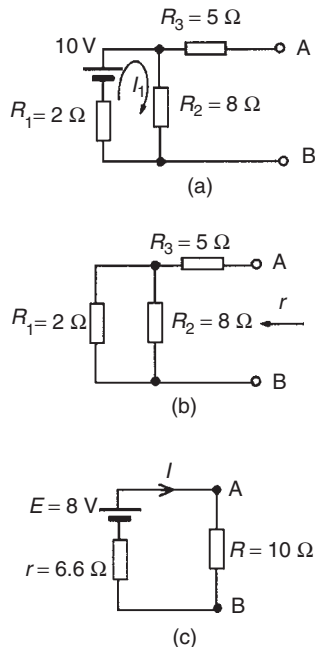 R3 = 5 Ω
10 V
A
I1
R1= 2 Ω
R2 = 8 Ω
B
(a)
R3 = 5 Ω
A
R1= 2 Ω
R2 = 8 Ω
r
B
(b)
I
A
E = 8 V
R = 10 Ω
r = 6.6 Ω
B
(c)